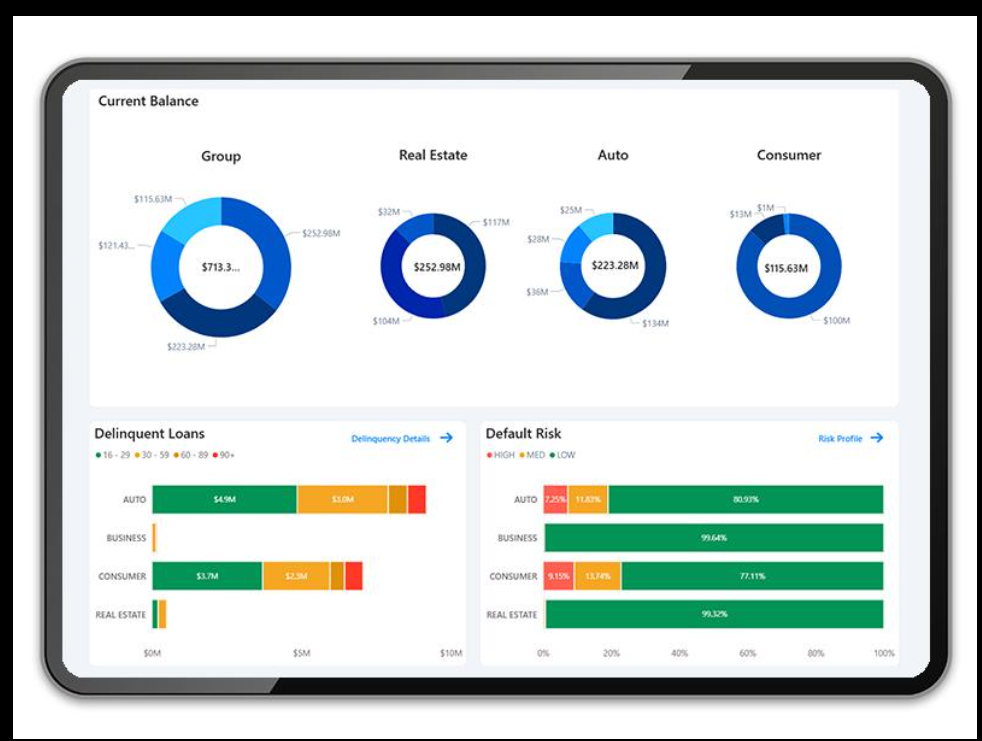 Current Balance
Group
Real Estate
Auto
Consumer
$115.63M
$252.98M
$121.43...
$713.3...
$223.28M
$32M
$117M
$252.98M
$104M
$25M
$28M
$223.28M
$36M
$134M
$13M
$1M
$115.63M
$100M
Delinquent Loans
Delinquency Details →
16 - 29 30 - 59 60 - 89 90+
AUTO $4.9M $3.0M
BUSINESS
CONSUMER $3.7M $2.3M
REAL ESTATE
$0M $5M $10M
Default Risk
Risk Profile →
HIGH MED LOW
AUTO 7.25% 11.83% 80.93%
BUSINESS 99.64%
CONSUMER 9.15% 13.74% 77.11%
REAL ESTATE 99.32%
0% 20% 40% 60% 80% 100%